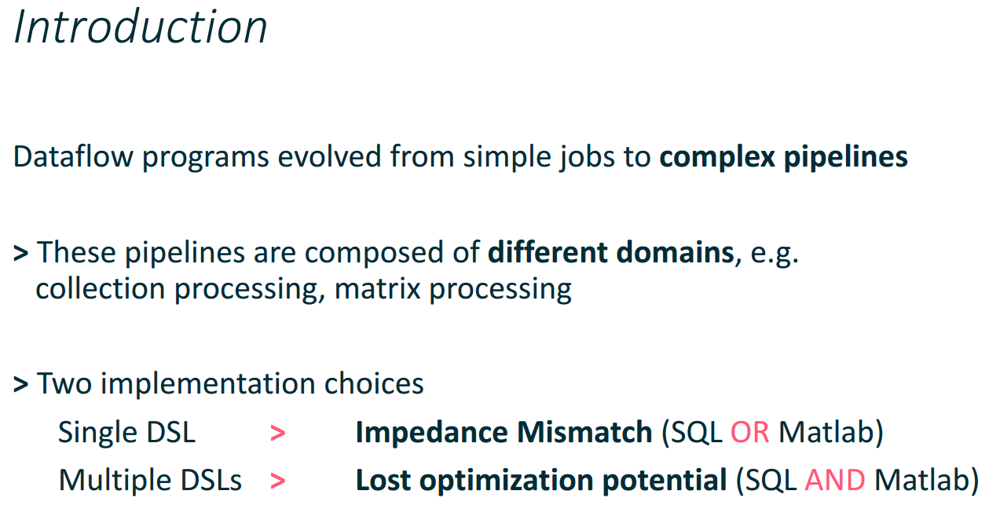 Introduction
Dataflow programs evolved from simple jobs to complex pipelines
> These pipelines are composed of different domains, e.g.
collection processing, matrix processing
> Two implementation choices
Single DSL > Impedance Mismatch (SQL OR Matlab)
Multiple DSLs > Lost optimization potential (SQL AND Matlab)